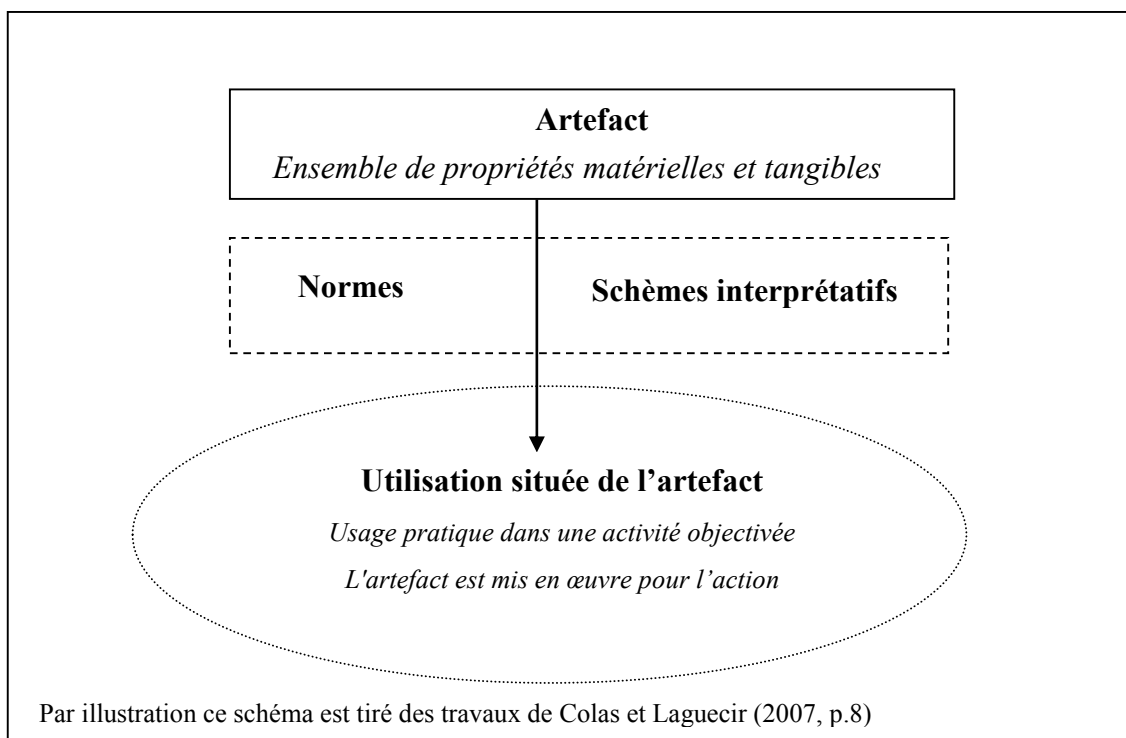 Artefact
Ensemble de propriétés matérielles et tangibles
Normes
Schèmes interprétatifs
Utilisation située de l’artefact
Usage pratique dans une activité objectivée
L'artefact est mis en œuvre pour l’action
Par illustration ce schéma est tiré des travaux de Colas et Laguecir (2007, p.8)